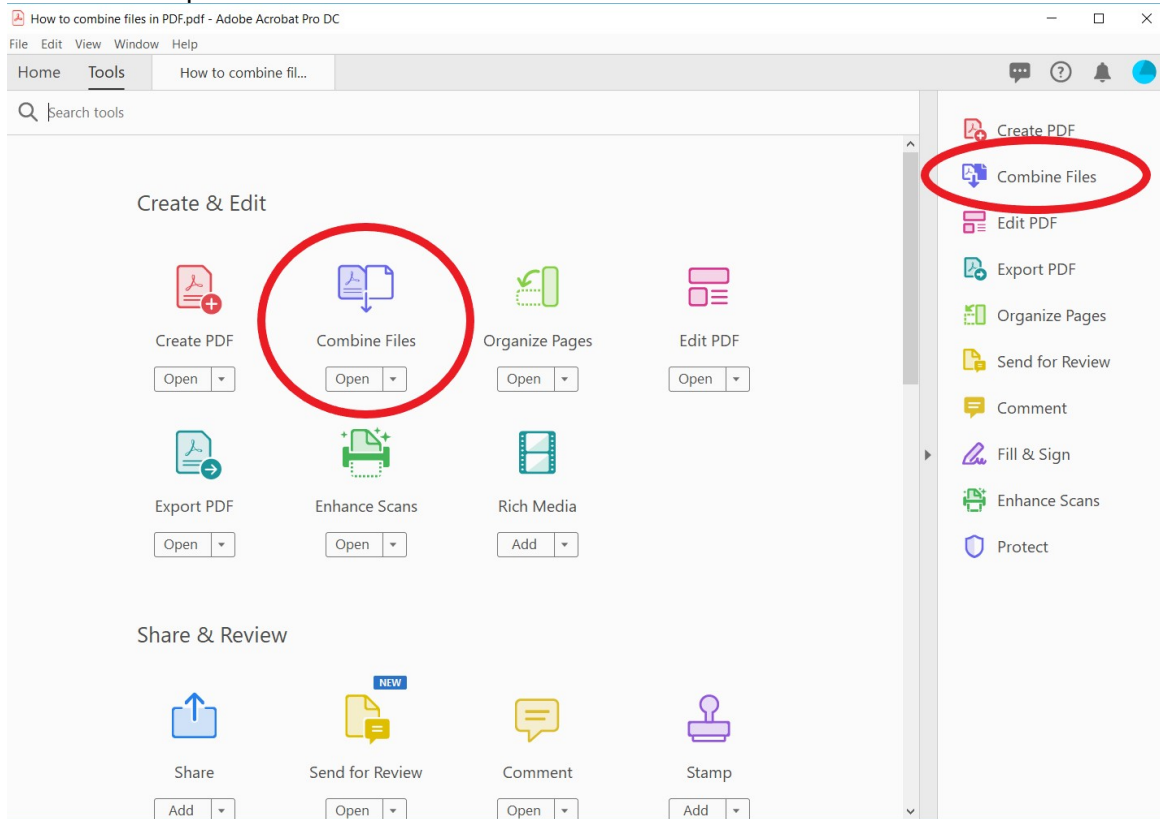 How to combine files in PDF.pdf - Adobe Acrobat Pro DC
File Edit View Window Help
Home Tools How to combine fil...
Search tools
Create & Edit
Create PDF Combine Files Organize Pages Edit PDF
Open Open Open Open
Export PDF Enhance Scans Rich Media
Open Open Add
Share & Review
NEW
Share Send for Review Comment Stamp
Add Open Open Add
Create PDF
Combine Files
Edit PDF
Export PDF
Organize Pages
Send for Review
Comment
Fill & Sign
Enhance Scans
Protect